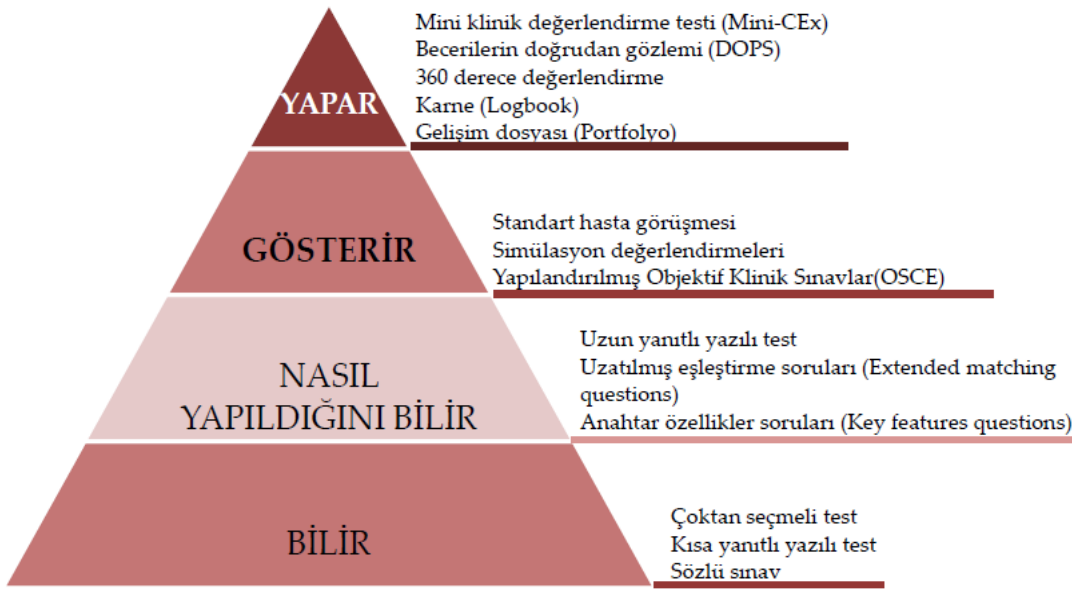 Mini klinik değerlendirme testi (Mini-CEx)
Becerilerin doğrudan gözlemi (DOPS)
360 derece değerlendirme
Karne (Logbook)
Gelişim dosyası (Portfolyo)
YAPAR
Standart hasta görüşmesi
Simülasyon değerlendirmeleri
Yapılandırılmış Objektif Klinik Sınavlar(OSCE)
GÖSTERİR
Uzun yanıtlı yazılı test
Uzatılmış eşleştirme soruları (Extended matching
questions)
Anahtar özellikler soruları (Key features questions)
NASIL
YAPILDIĞINI BİLİR
Çoktan seçmeli test
Kısa yanıtlı yazılı test
Sözlü sınav
BİLİR